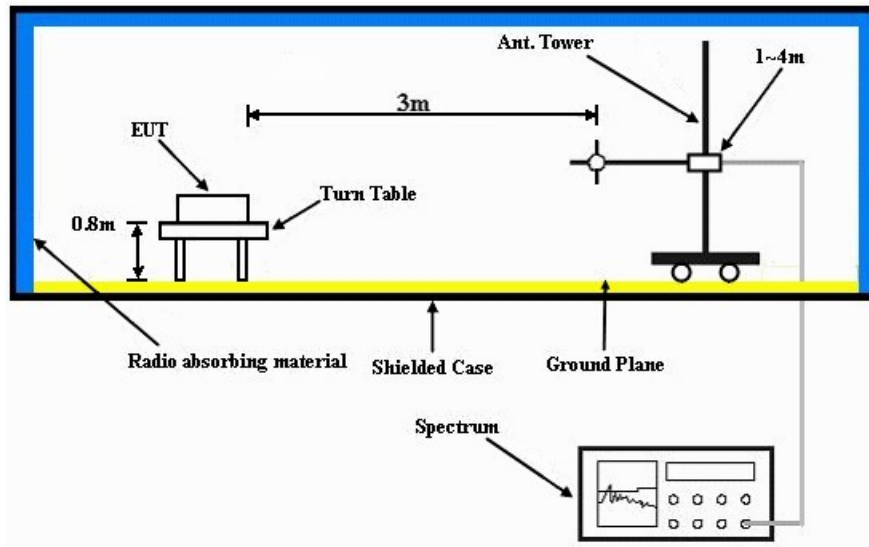 Ant. Tower
1~4m
3m
EUT
Turn Table
0.8m
Radio absorbing material
Shielded Case
Ground Plane
Spectrum